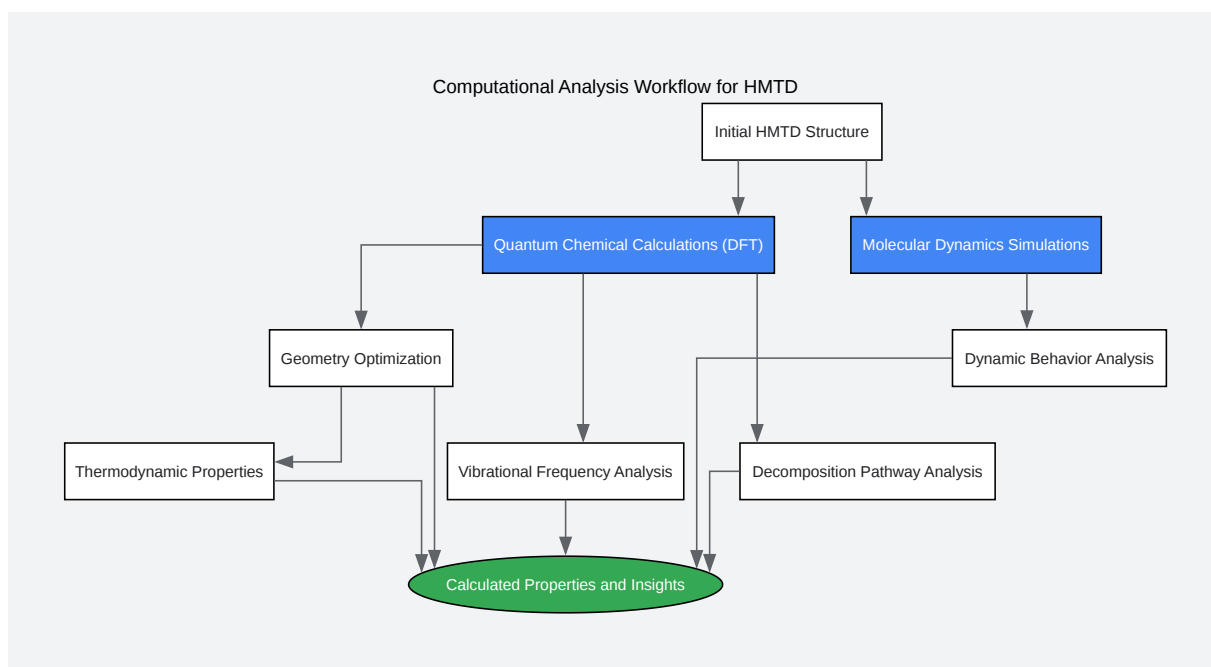 Computational Analysis Workflow for HMTD
Initial HMTD Structure
Quantum Chemical Calculations (DFT)
Molecular Dynamics Simulations
Geometry Optimization
Dynamic Behavior Analysis
Thermodynamic Properties
Vibrational Frequency Analysis
Decomposition Pathway Analysis
Calculated Properties and Insights